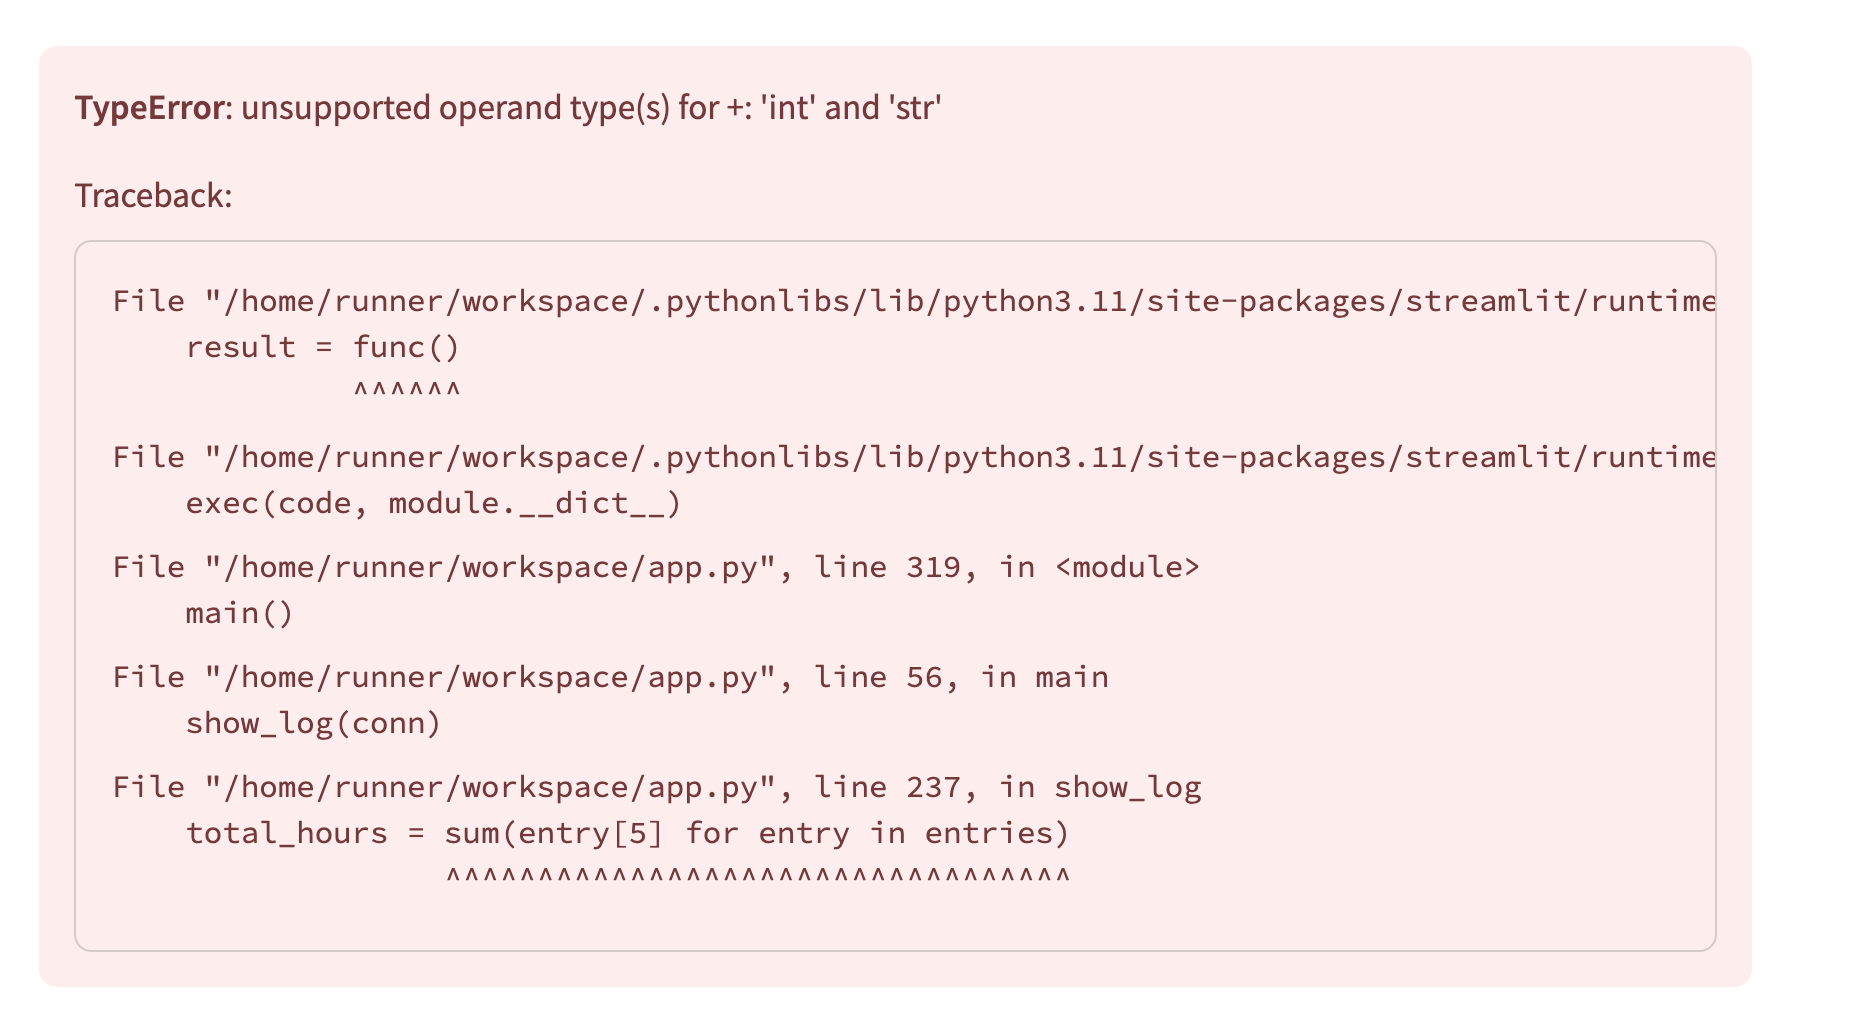 TypeError: unsupported operand type(s) for +: 'int' and 'str'
Traceback:
File "/home/runner/workspace/.pythonlibs/lib/python3.11/site-packages/streamlit/runtime
    result = func()
             ^^^^^^
File "/home/runner/workspace/.pythonlibs/lib/python3.11/site-packages/streamlit/runtime
    exec(code, module.__dict__)
File "/home/runner/workspace/app.py", line 319, in <module>
    main()
File "/home/runner/workspace/app.py", line 56, in main
    show_log(conn)
File "/home/runner/workspace/app.py", line 237, in show_log
    total_hours = sum(entry[5] for entry in entries)
                  ^^^^^^^^^^^^^^^^^^^^^^^^^^^^^^^^^^